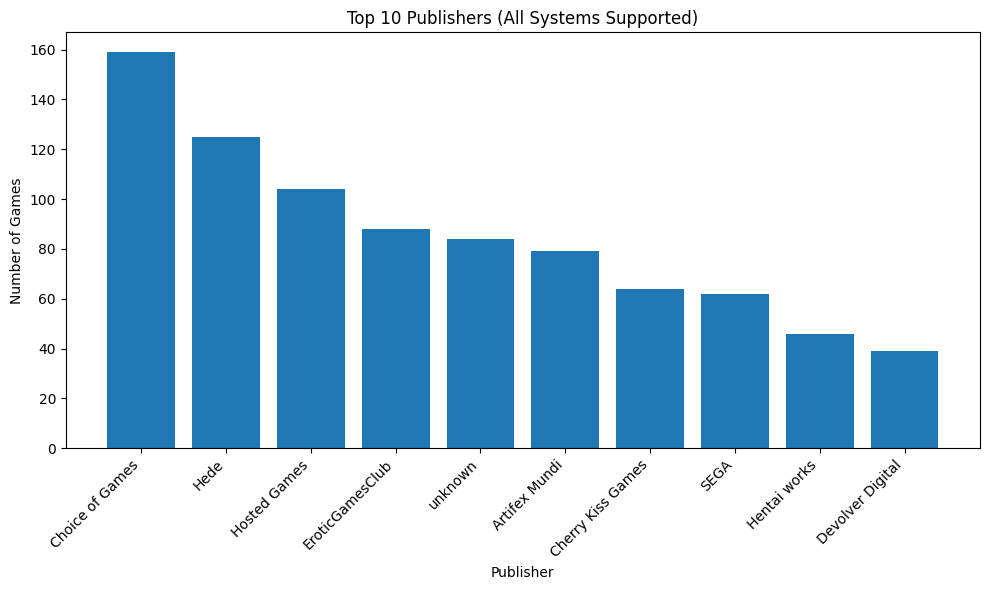 Top 10 Publishers (All Systems Supported)
Number of Games
160
140
120
100
80
60
40
20
0
Choice of Games
Hede
Hosted Games
EroticGamesClub
unknown
Artifex Mundi
Cherry Kiss Games
SEGA
Hentai works
Devolver Digital
Publisher